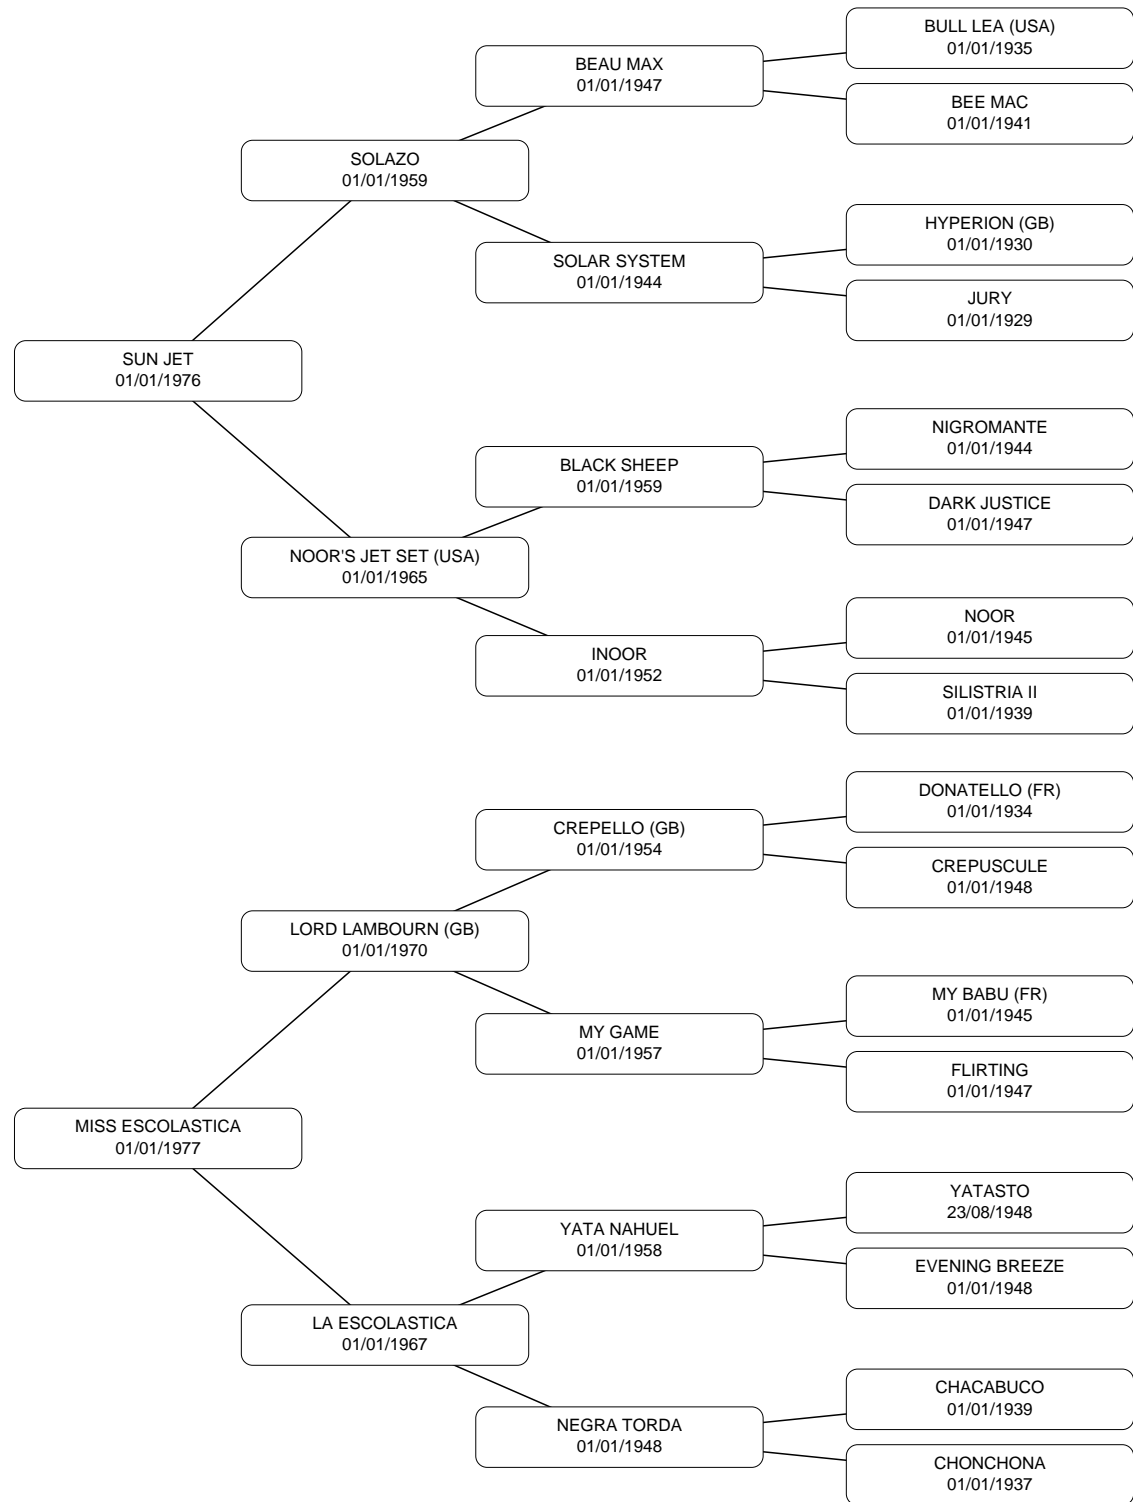 BULL LEA (USA)
01/01/1935
BEAU MAX
01/01/1947
BEE MAC
01/01/1941
SOLAZO
01/01/1959
HYPERION (GB)
01/01/1930
SOLAR SYSTEM
01/01/1944
JURY
01/01/1929
SUN JET
01/01/1976
NIGROMANTE
01/01/1944
BLACK SHEEP
01/01/1959
DARK JUSTICE
01/01/1947
NOOR'S JET SET (USA)
01/01/1965
NOOR
01/01/1945
INOOR
01/01/1952
SILISTRIA II
01/01/1939
DONATELLO (FR)
01/01/1934
CREPELLO (GB)
01/01/1954
CREPUSCULE
01/01/1948
LORD LAMBOURN (GB)
01/01/1970
MY BABU (FR)
01/01/1945
MY GAME
01/01/1957
FLIRTING
01/01/1947
MISS ESCOLASTICA
01/01/1977
YATASTO
23/08/1948
YATA NAHUEL
01/01/1958
EVENING BREEZE
01/01/1948
LA ESCOLASTICA
01/01/1967
CHACABUCO
01/01/1939
NEGRA TORDA
01/01/1948
CHONCHONA
01/01/1937